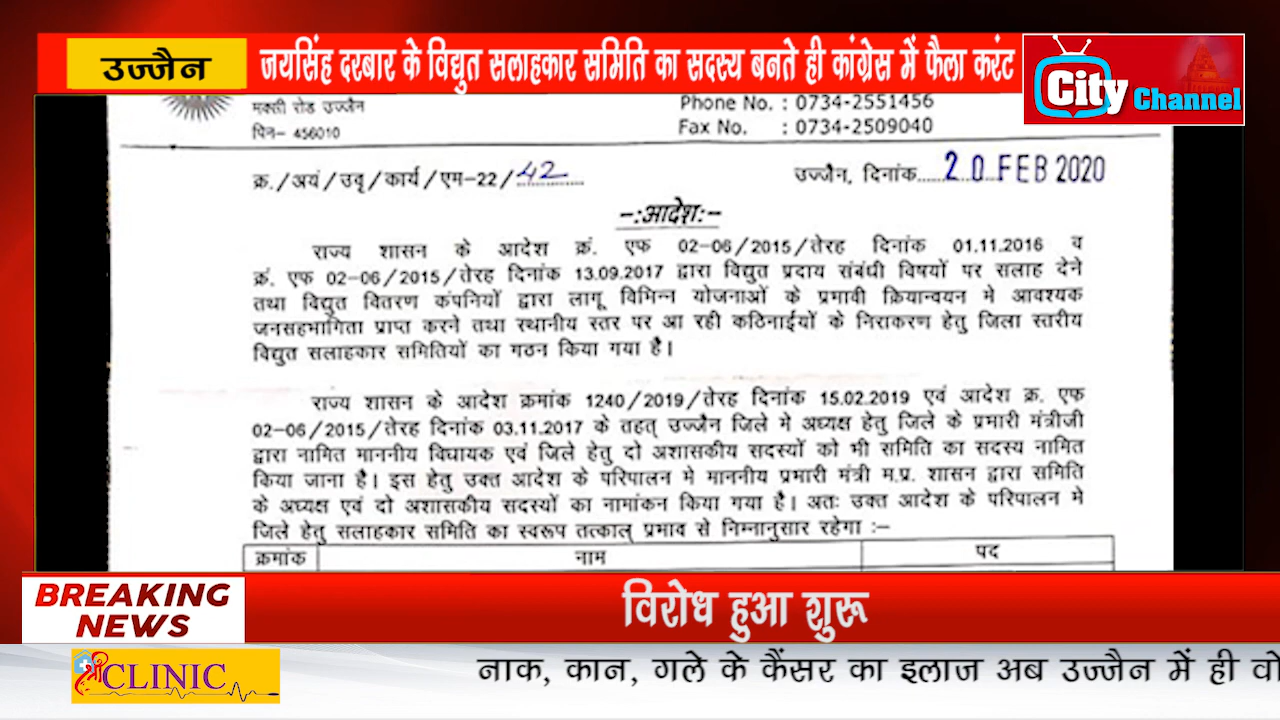 उज्जैन
जयसिंह दरबार के विद्युत सलाहकार समिति का सदस्य बनते ही कांग्रेस में फैला करंट
City Channel
मक्सी रोड उज्जैन
पिन– 456010
Phone No. : 0734-2551456
Fax No. : 0734-2509040
क्र./अयं/उवृ/कार्य/एम–22/42
उज्जैन, दिनांक 20 FEB 2020
–:आदेश:–
राज्य शासन के आदेश क्रं. एफ 02–06/2015/तेरह दिनांक 01.11.2016 व
क्रं. एफ 02–06/2015/तेरह दिनांक 13.09.2017 द्वारा विद्युत प्रदाय संबंधी विषयों पर सलाह देने
तथा विद्युत वितरण कंपनियों द्वारा लागू विभिन्न योजनाओं के प्रभावी क्रियान्वयन मे आवश्यक
जनसहभागिता प्राप्त करने तथा स्थानीय स्तर पर आ रही कठिनाईयों के निराकरण हेतु जिला स्तरीय
विद्युत सलाहकार समितियों का गठन किया गया है।
राज्य शासन के आदेश क्रमांक 1240/2019/तेरह दिनांक 15.02.2019 एवं आदेश क्र. एफ
02–06/2015/तेरह दिनांक 03.11.2017 के तहत् उज्जैन जिले मे अध्यक्ष हेतु जिले के प्रभारी मंत्रीजी
द्वारा नामित माननीय विधायक एवं जिले हेतु दो अशासकीय सदस्यों को भी समिति का सदस्य नामित
किया जाना है। इस हेतु उक्त आदेश के परिपालन मे माननीय प्रभारी मंत्री म.प्र. शासन द्वारा समिति
के अध्यक्ष एवं दो अशासकीय सदस्यों का नामांकन किया गया है। अतः उक्त आदेश के परिपालन मे
जिले हेतु सलाहकार समिति का स्वरूप तत्काल् प्रभाव से निम्नानुसार रहेगा :–
क्रमांक नाम पद
BREAKING
NEWS
विरोध हुआ शुरू
श्री CLINIC
नाक, कान, गले के कैंसर का इलाज अब उज्जैन में ही वो